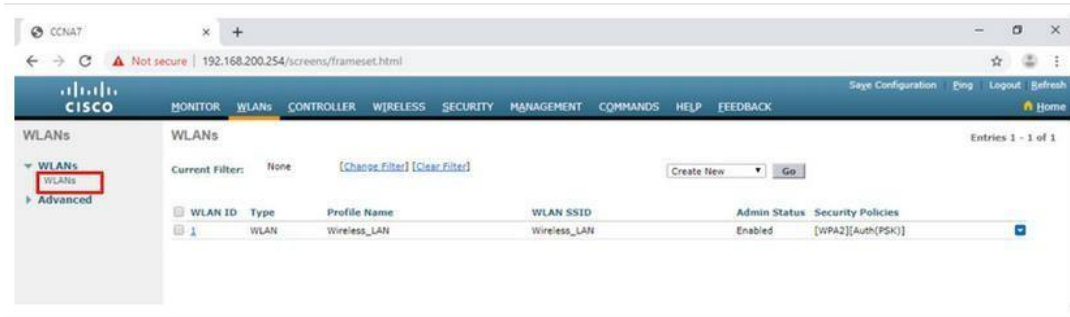 CCNA7
Not secure | 192.168.200.254/screens/frameset.html
Save Configuration Ping Logout Refresh
CISCO
MONITOR WLANs CONTROLLER WIRELESS SECURITY MANAGEMENT COMMANDS HELP FEEDBACK
Home
WLANs
WLANs
WLANs
Advanced
WLANs
Entries 1 - 1 of 1
Current Filter: None [Change Filter] [Clear Filter]
Create New Go
WLAN ID Type Profile Name WLAN SSID Admin Status Security Policies
1 WLAN Wireless_LAN Wireless_LAN Enabled [WPA2][Auth(PSK)]